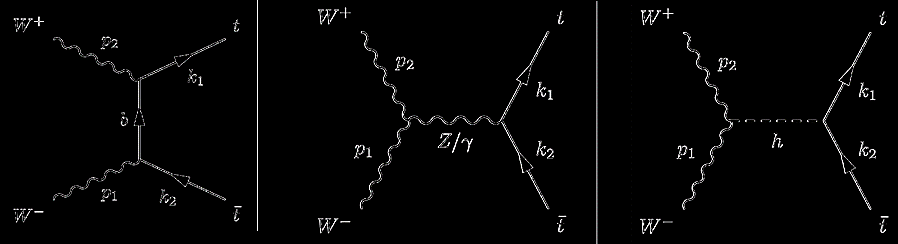 W⁺ p₂ t
k₁
b
p₁ k₂
W⁻ t̄
W⁺ t
p₂ k₁
Z/γ
p₁ k₂
W⁻ t̄
W⁺ t
p₂ k₁
h
p₁ k₂
W⁻ t̄